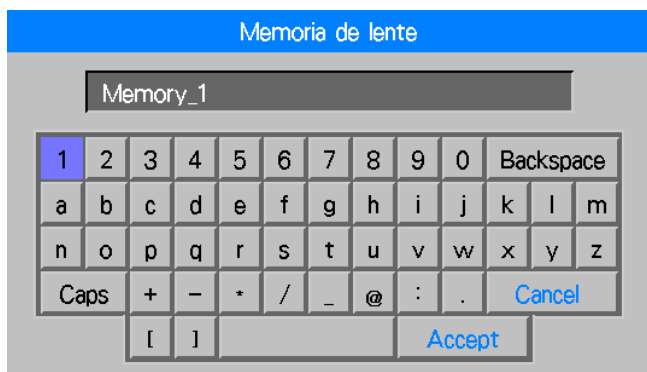 Memoria de lente
Memory_1
1 2 3 4 5 6 7 8 9 0 Backspace
a b c d e f g h i j k l m
n o p q r s t u v w x y z
Caps + - * / _ @ : . Cancel
[ ] Accept